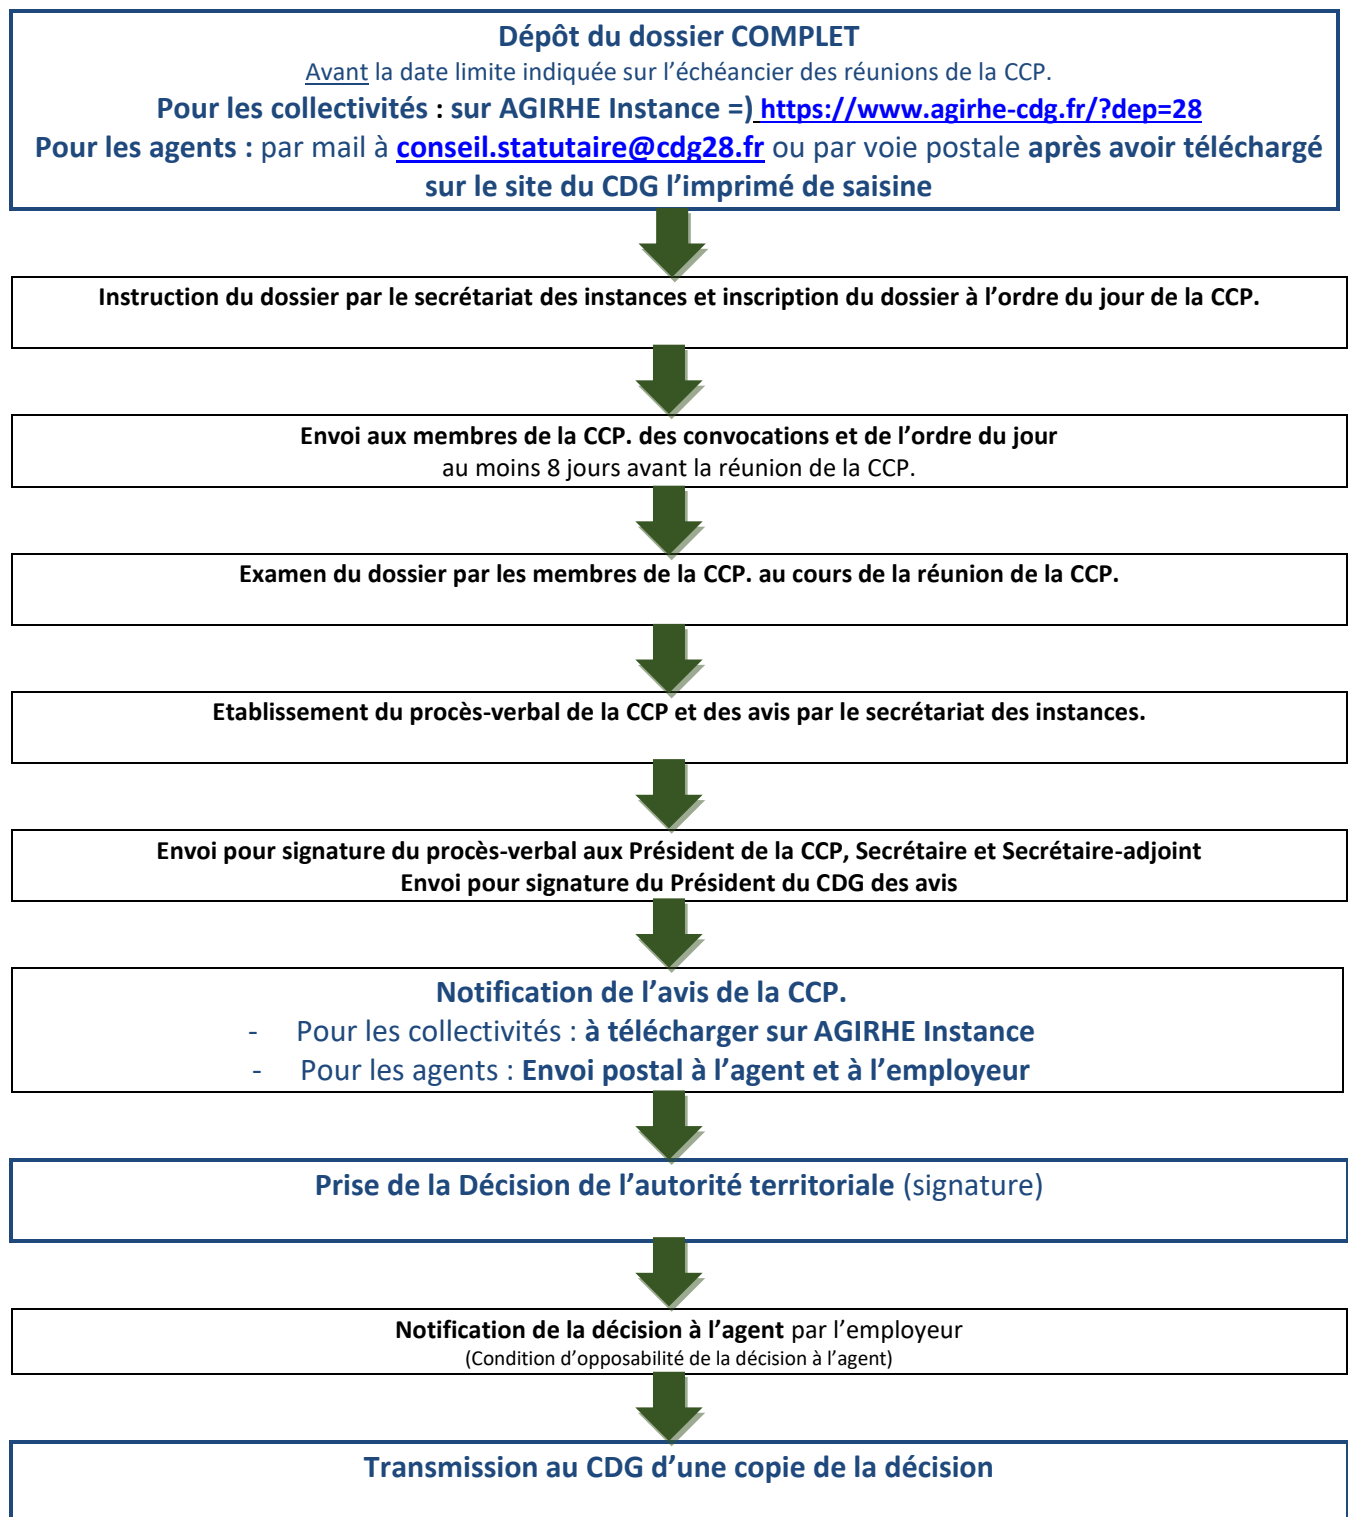 Dépôt du dossier COMPLET
Avant la date limite indiquée sur l'échéancier des réunions de la CCP.
Pour les collectivités : sur AGIRHE Instance =) https://www.agirhe-cdg.fr/?dep=28
Pour les agents : par mail à conseil.statutaire@cdg28.fr ou par voie postale après avoir téléchargé
sur le site du CDG l'imprimé de saisine
Instruction du dossier par le secrétariat des instances et inscription du dossier à l'ordre du jour de la CCP.
Envoi aux membres de la CCP. des convocations et de l'ordre du jour
au moins 8 jours avant la réunion de la CCP.
Examen du dossier par les membres de la CCP. au cours de la réunion de la CCP.
Etablissement du procès-verbal de la CCP et des avis par le secrétariat des instances.
Envoi pour signature du procès-verbal aux Président de la CCP, Secrétaire et Secrétaire-adjoint
Envoi pour signature du Président du CDG des avis
Notification de l'avis de la CCP.
- Pour les collectivités : à télécharger sur AGIRHE Instance
- Pour les agents : Envoi postal à l'agent et à l'employeur
Prise de la Décision de l'autorité territoriale (signature)
Notification de la décision à l'agent par l'employeur
(Condition d'opposabilité de la décision à l'agent)
Transmission au CDG d'une copie de la décision